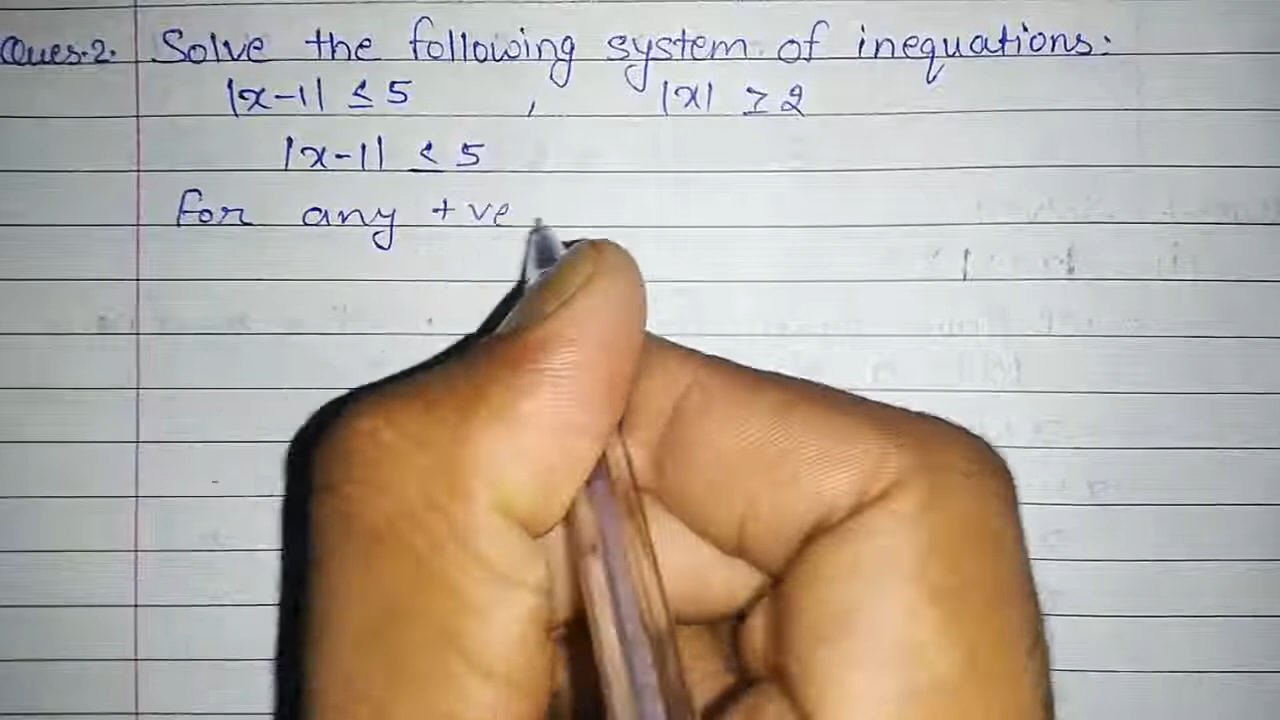 Ques.2. Solve the following system of inequations:
|x-1| ≤ 5 , |x| ≥ 2
|x-1| ≤ 5
For any +ve